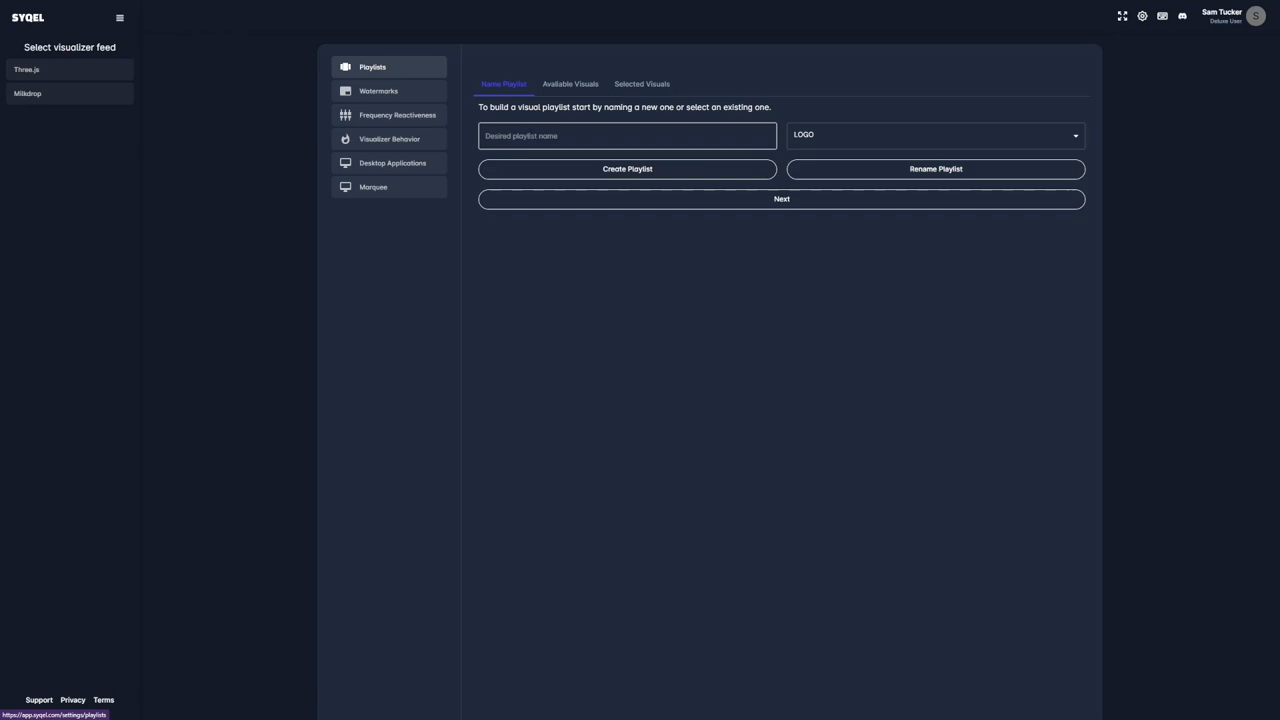 SYQEL
Select visualizer feed
Three.js
Milkdrop
Support Privacy Terms
https://app.syqel.com/settings/playlists
Sam Tucker
Deluxe User
S
Playlists
Watermarks
Frequency Reactiveness
Visualizer Behavior
Desktop Applications
Marquee
Name Playlist Available Visuals Selected Visuals
To build a visual playlist start by naming a new one or select an existing one.
Desired playlist name LOGO
Create Playlist Rename Playlist
Next